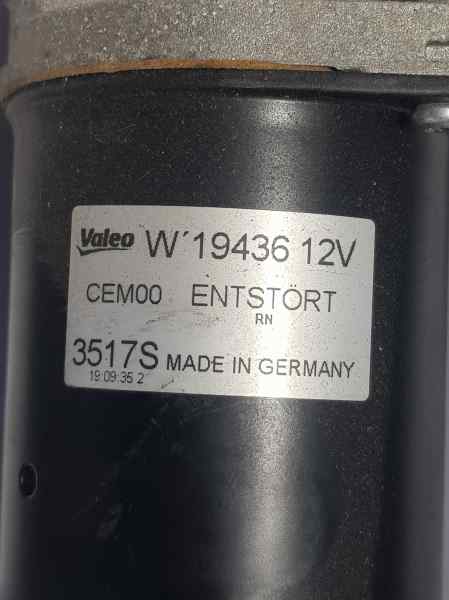 Valeo W´19436 12V
CEM00 ENTSTÖRT
RN
3517S MADE IN GERMANY
19:09:35 2